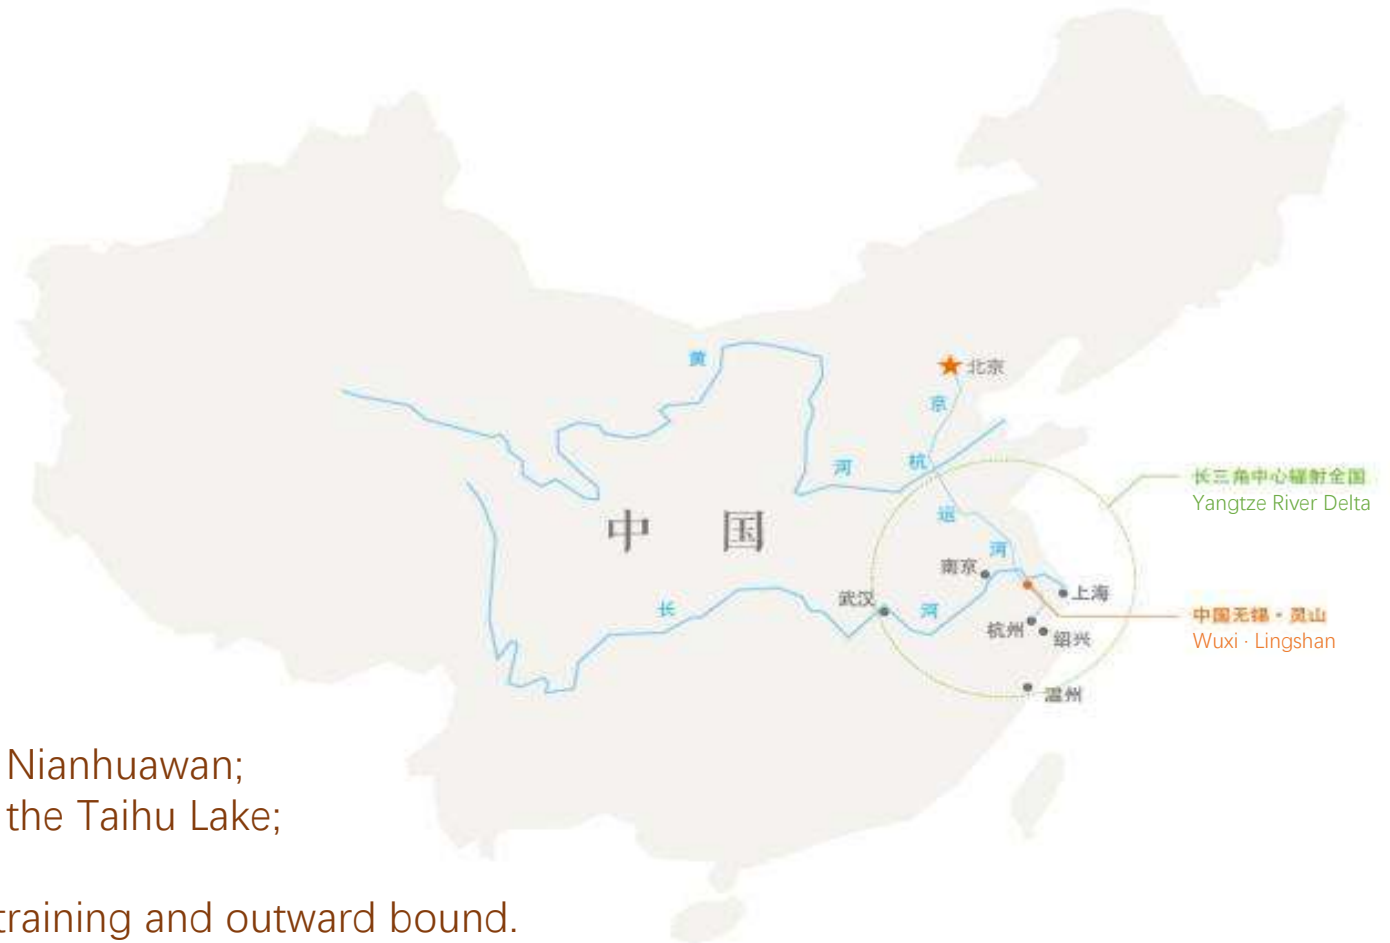 黄
北京
京
河
杭
长三角中心辐射全国
Yangtze River Delta
运
中 国
河
南京
上海
武汉
长
河
中国无锡·灵山
Wuxi · Lingshan
杭州
绍兴
温州
Nianhuawan;
the Taihu Lake;
training and outward bound.